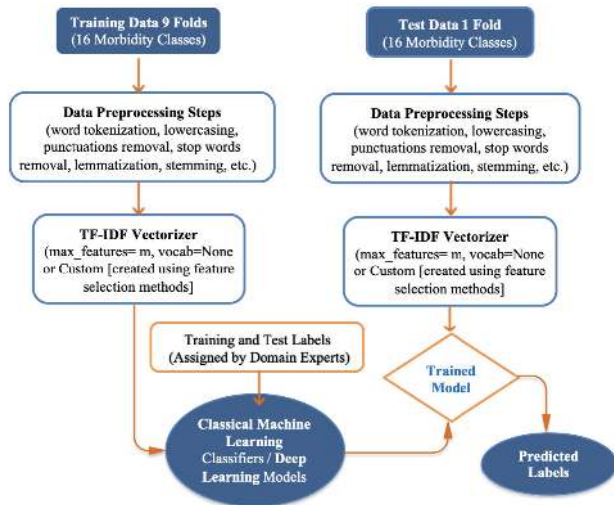 Training Data 9 Folds
(16 Morbidity Classes)
Test Data 1 Fold
(16 Morbidity Classes)
Data Preprocessing Steps
(word tokenization, lowercasing,
punctuations removal, stop words
removal, lemmatization, stemming, etc.)
Data Preprocessing Steps
(word tokenization, lowercasing,
punctuations removal, stop words
removal, lemmatization, stemming, etc.)
TF-IDF Vectorizer
(max_features= m, vocab=None
or Custom [created using feature
selection methods]
TF-IDF Vectorizer
(max_features= m, vocab=None
or Custom [created using feature
selection methods]
Training and Test Labels
(Assigned by Domain Experts)
Trained
Model
Classical Machine
Learning
Classifiers / Deep
Learning Models
Predicted
Labels